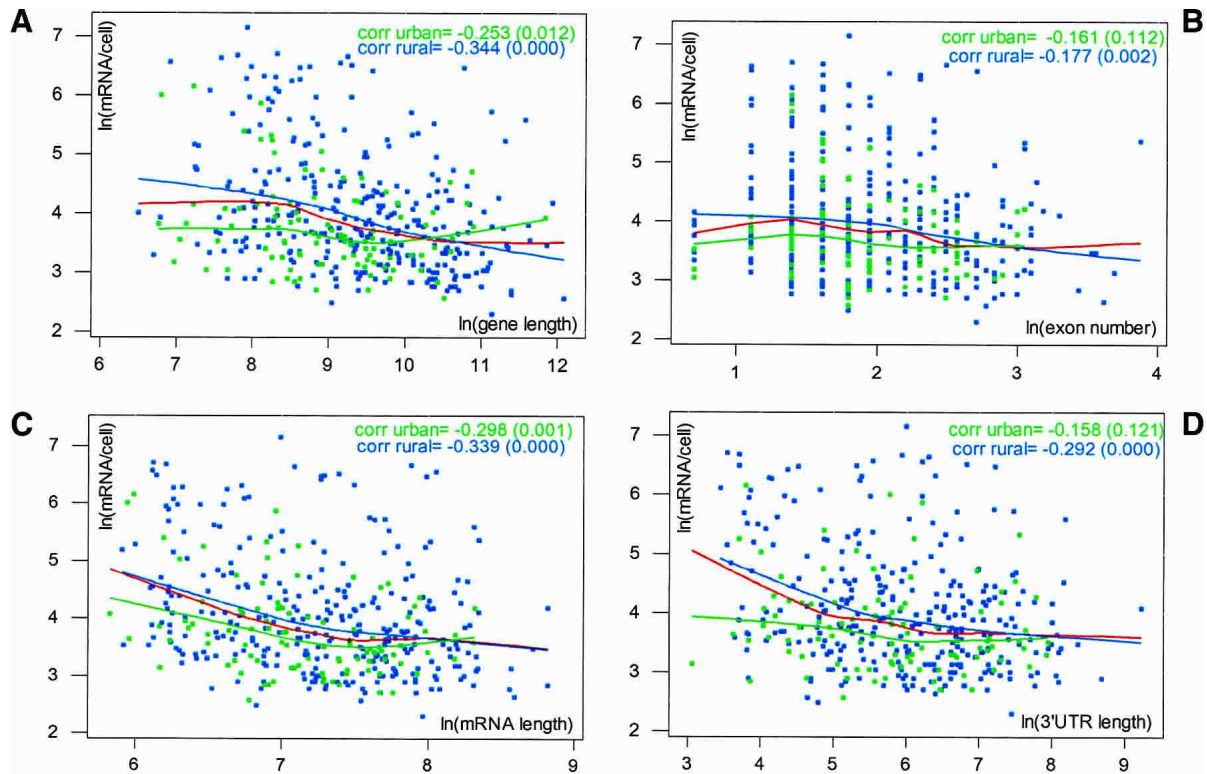 A
ln(mRNA/cell)
corr urban= -0.253 (0.012)
corr rural= -0.344 (0.000)
7
6
5
4
3
2
ln(gene length)
6 7 8 9 10 11 12
B
ln(mRNA/cell)
corr urban= -0.161 (0.112)
corr rural= -0.177 (0.002)
7
6
5
4
3
2
ln(exon number)
1 2 3 4
C
ln(mRNA/cell)
corr urban= -0.298 (0.001)
corr rural= -0.339 (0.000)
7
6
5
4
3
2
ln(mRNA length)
6 7 8 9
D
ln(mRNA/cell)
corr urban= -0.158 (0.121)
corr rural= -0.292 (0.000)
7
6
5
4
3
2
ln(3'UTR length)
3 4 5 6 7 8 9